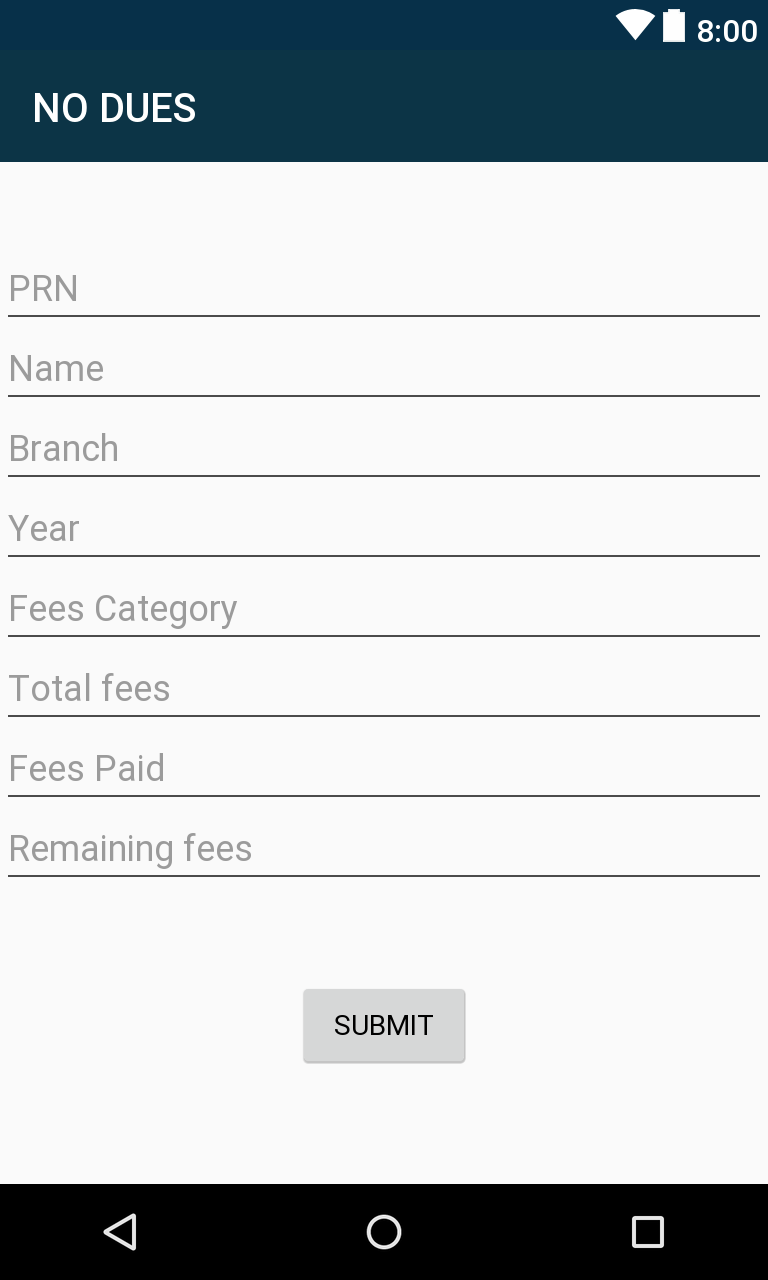 8:00
NO DUES
PRN
Name
Branch
Year
Fees Category
Total fees
Fees Paid
Remaining fees
SUBMIT